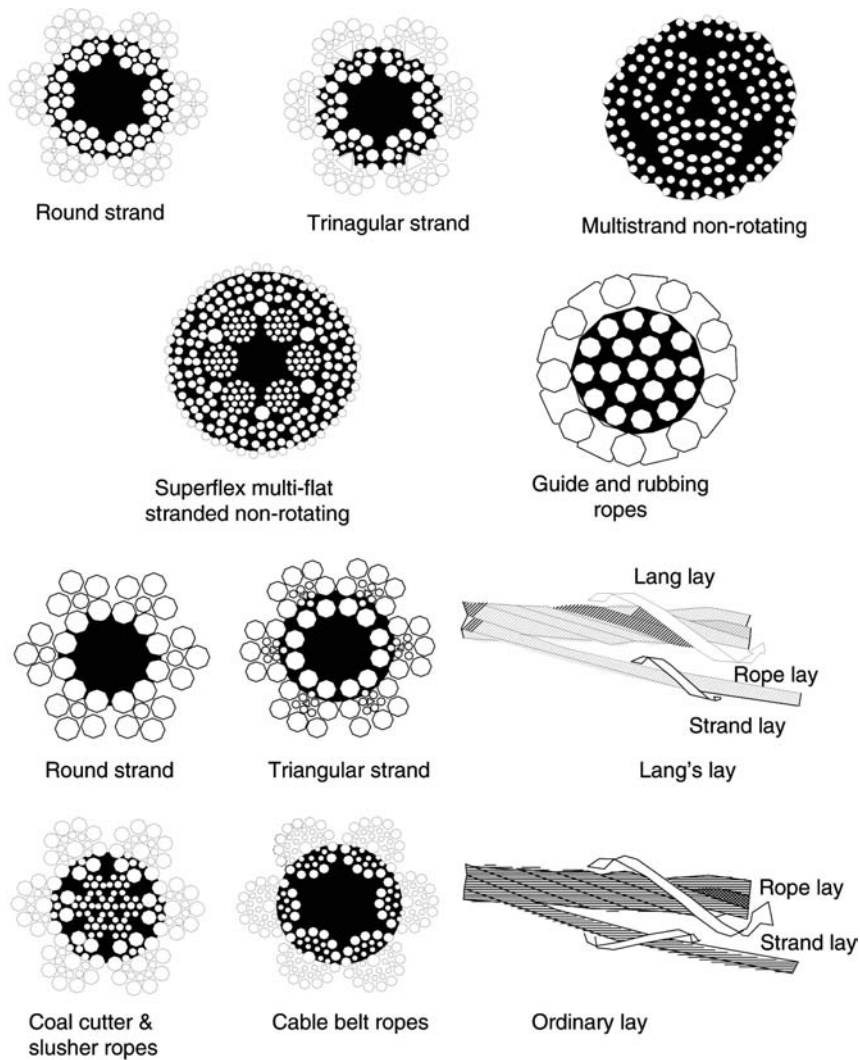 Round strand
Trinagular strand
Multistrand non-rotating
Superflex multi-flat
stranded non-rotating
Guide and rubbing
ropes
Lang lay
Rope lay
Strand lay
Round strand
Triangular strand
Lang's lay
Rope lay
Strand lay
Coal cutter &
slusher ropes
Cable belt ropes
Ordinary lay